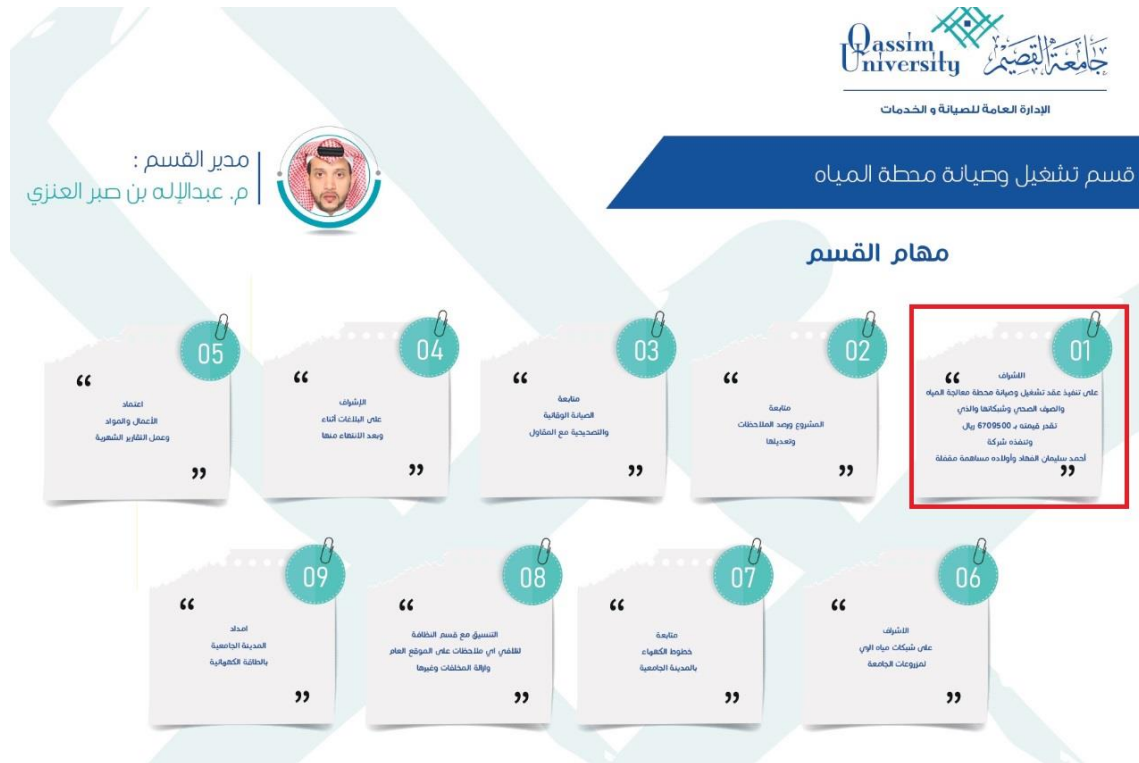 Qassim
University
جامعة القصيم
الإدارة العامة للصيانة و الخدمات
قسم تشغيل وصيانة محطة المياه
مدير القسم :
م. عبدالإله بن صبر العنزي
مهام القسم
01
“
الاشراف
على تنفيذ عقد تشغيل وصيانة محطة معالجة المياه
والصرف الصحي وشبكاتها والذي
تقدر قيمته بـ 6709500 ريال
وتنفذه شركة
أحمد سليمان الفهاد وأولاده مساهمة مقفلة
”
02
“
متابعة
المشروع ورصد الملاحظات
وتعديلها
”
03
“
متابعة
الصيانة الوقائية
والتصحيحية مع المقاول
”
04
“
الإشراف
على البلاغات أثناء
وبعد الانتهاء منها
”
05
“
اعتماد
الأعمال والمواد
وعمل التقارير الشهرية
”
06
“
الاشراف
على شبكات مياه الري
لمزروعات الجامعة
”
07
“
متابعة
خطوط الكهرباء
بالمدينة الجامعية
”
08
“
التنسيق مع قسم النظافة
لتلافي اي ملاحظات على الموقع العام
وازالة المخلفات وغيرها
”
09
“
امداد
المدينة الجامعية
بالطاقة الكهربائية
”